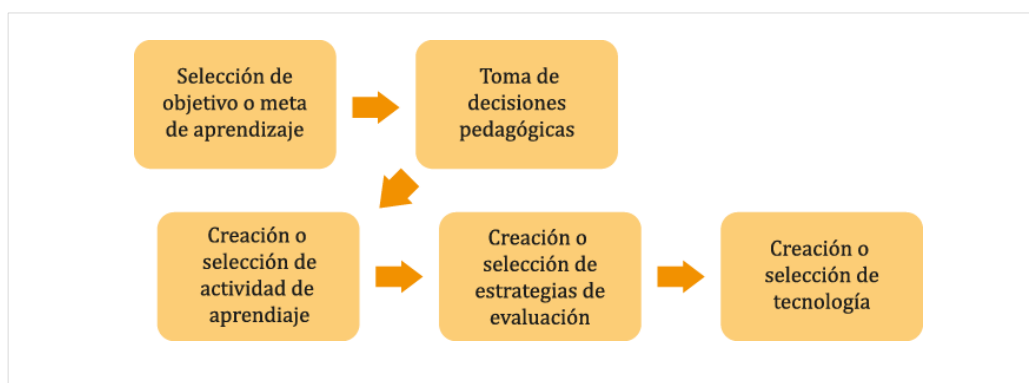 Selección de
objetivo o meta
de aprendizaje
Toma de
decisiones
pedagógicas
Creación o
selección de
actividad de
aprendiaje
Creación o
selección de
estrategias de
evaluación
Creación o
selección de
tecnología